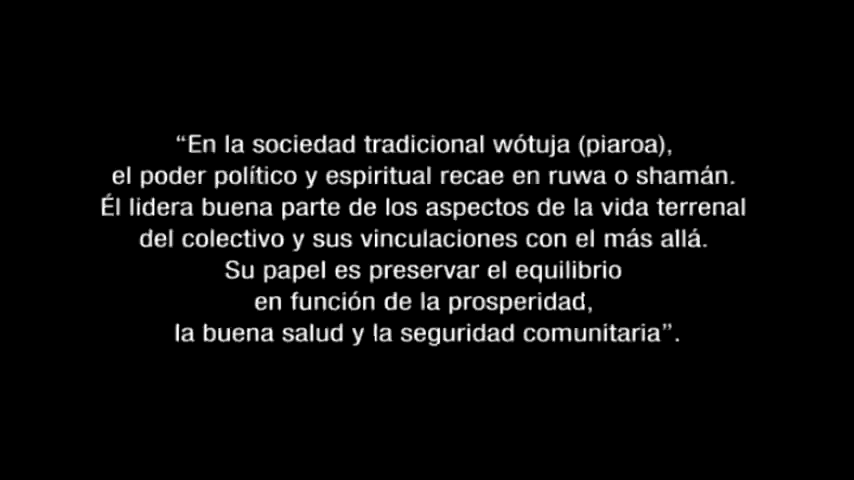 “En la sociedad tradicional wótuja (piaroa),
el poder político y espiritual recae en ruwa o shamán.
Él lidera buena parte de los aspectos de la vida terrenal
del colectivo y sus vinculaciones con el más allá.
Su papel es preservar el equilibrio
en función de la prosperidad,
la buena salud y la seguridad comunitaria”.